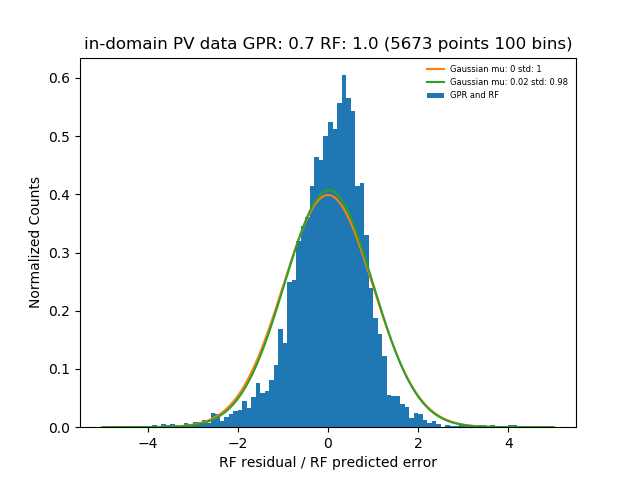 in-domain PV data GPR: 0.7 RF: 1.0 (5673 points 100 bins)
Gaussian mu: 0 std: 1
Gaussian mu: 0.02 std: 0.98
GPR and RF
Normalized Counts
0.6
0.5
0.4
0.3
0.2
0.1
0.0
−4 −2 0 2 4
RF residual / RF predicted error